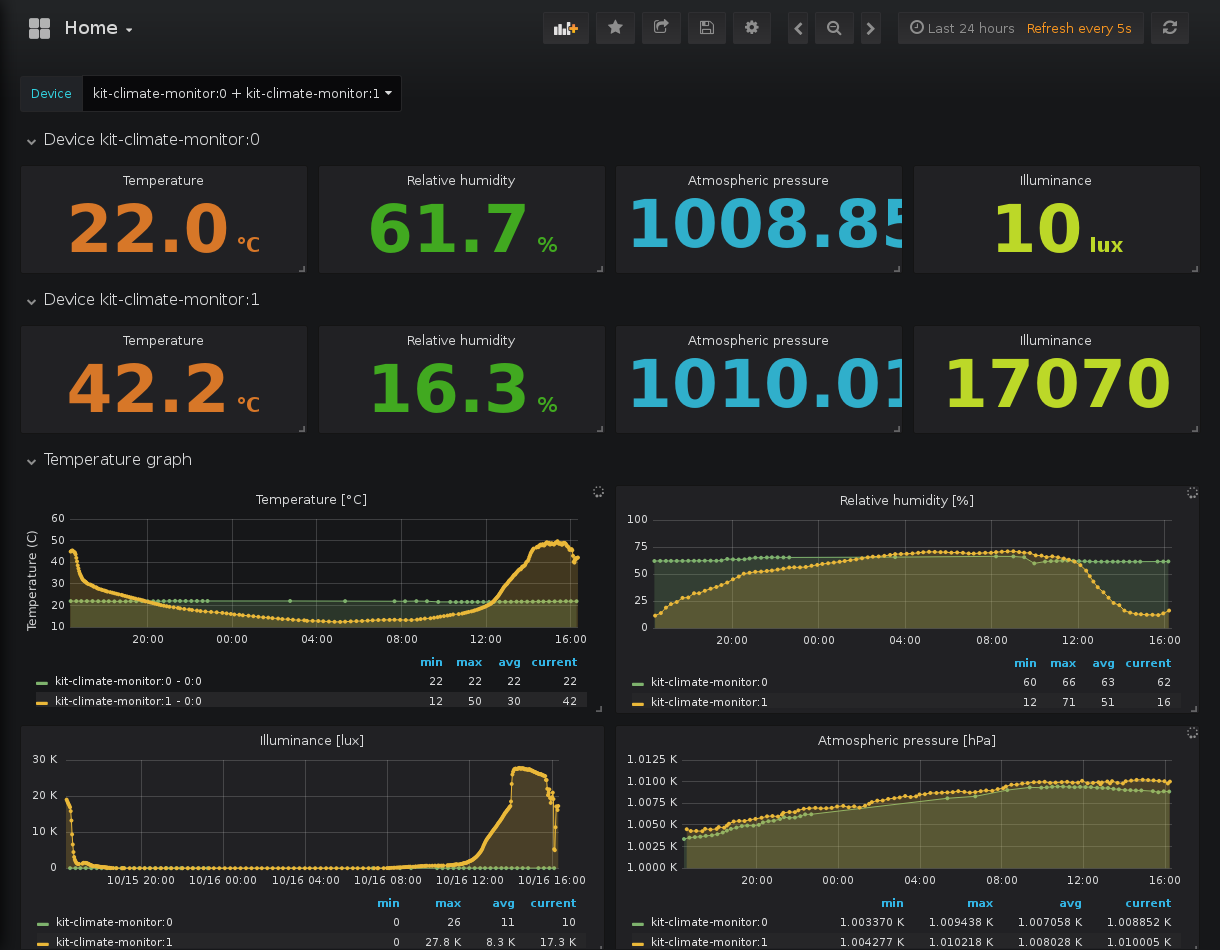 Home
Last 24 hours Refresh every 5s
Device kit-climate-monitor:0 + kit-climate-monitor:1
Device kit-climate-monitor:0
Temperature Relative humidity Atmospheric pressure Illuminance
22.0 °C 61.7 % 1008.85 10 lux
Device kit-climate-monitor:1
Temperature Relative humidity Atmospheric pressure Illuminance
42.2 °C 16.3 % 1010.01 17070
Temperature graph
Temperature [°C]
Temperature (C)
60
50
40
30
20
10
20:00 00:00 04:00 08:00 12:00 16:00
min max avg current
kit-climate-monitor:0 - 0:0 22 22 22 22
kit-climate-monitor:1 - 0:0 12 50 30 42
Relative humidity [%]
100
75
50
25
0
20:00 00:00 04:00 08:00 12:00 16:00
min max avg current
kit-climate-monitor:0 60 66 63 62
kit-climate-monitor:1 12 71 51 16
Illuminance [lux]
30 K
20 K
10 K
0
10/15 20:00 10/16 00:00 10/16 04:00 10/16 08:00 10/16 12:00 10/16 16:00
min max avg current
kit-climate-monitor:0 0 26 11 10
kit-climate-monitor:1 0 27.8 K 8.3 K 17.3 K
Atmospheric pressure [hPa]
1.0125 K
1.0100 K
1.0075 K
1.0050 K
1.0025 K
1.0000 K
20:00 00:00 04:00 08:00 12:00 16:00
min max avg current
kit-climate-monitor:0 1.003370 K 1.009438 K 1.007058 K 1.008852 K
kit-climate-monitor:1 1.004277 K 1.010218 K 1.008028 K 1.010005 K